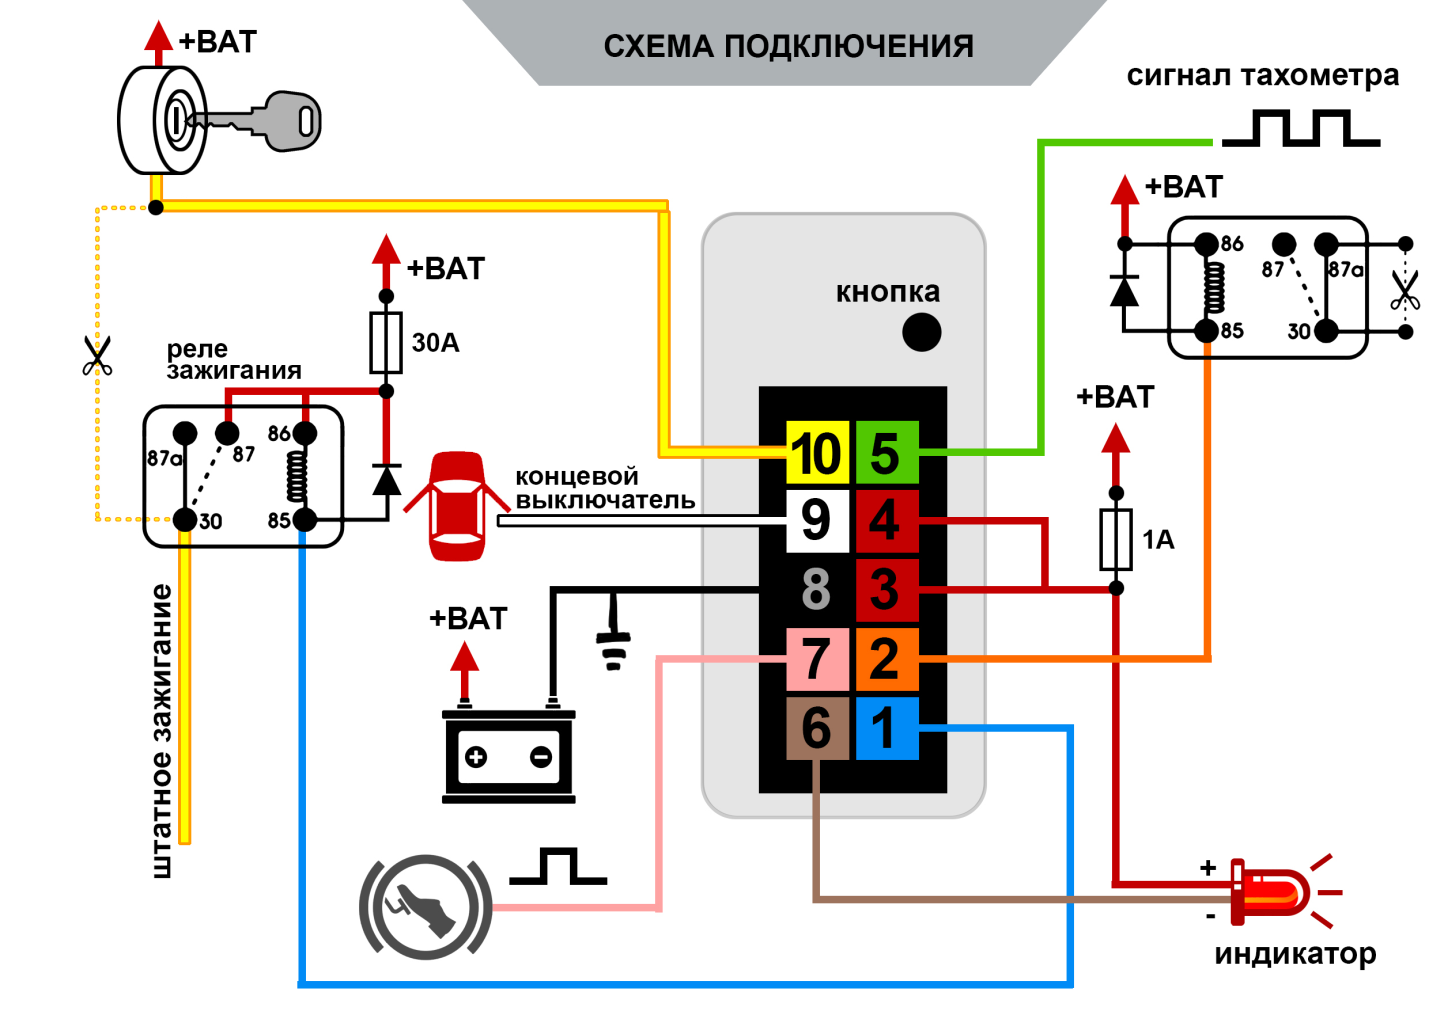 СХЕМА ПОДКЛЮЧЕНИЯ
+BAT
сигнал тахометра
+BAT
86
87
87a
85
30
+BAT
30A
кнопка
реле
зажигания
87a
87
86
30
85
+BAT
концевой
выключатель
10
5
9
4
8
3
7
2
6
1
1A
+BAT
+
-
штатное зажигание
+
-
индикатор